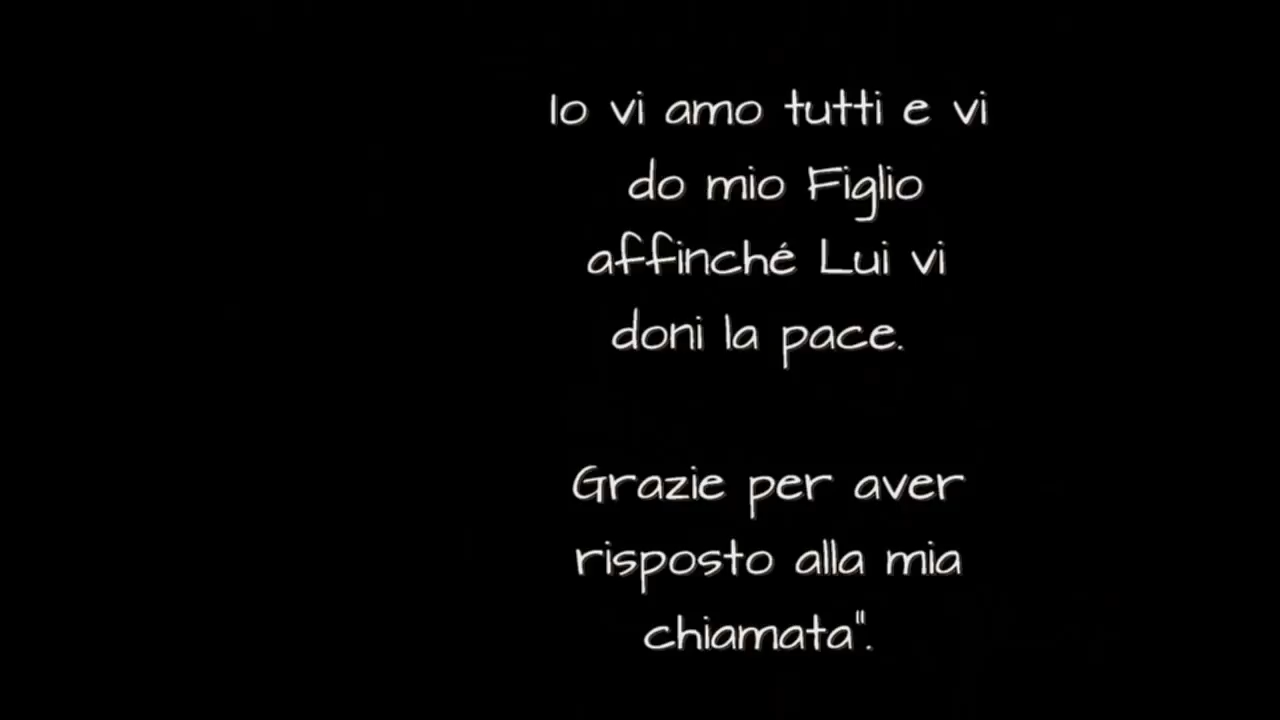 Io vi amo tutti e vi
do mio Figlio
affinché Lui vi
doni la pace.
Grazie per aver
risposto alla mia
chiamata".